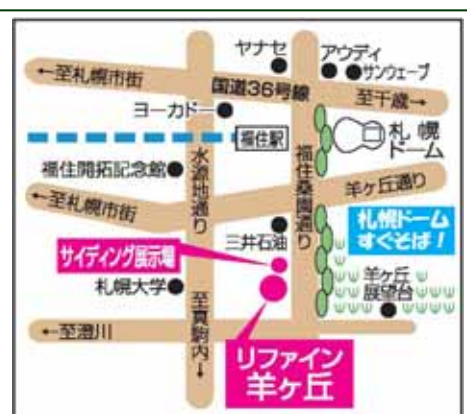 ヤナセ
アウディ
サンウェーブ
←至札幌市街
国道36号線
至千歳→
ヨーカドー
福住駅
札幌
ドーム
福住開拓記念館
水源地通り
福住桑園通り
羊ヶ丘通り
←至札幌市街
三井石油
札幌ドーム
すぐそば!
サイディング展示場
札幌大学
羊ヶ丘
展望台
至真駒内→
←至澄川
リファイン
羊ヶ丘